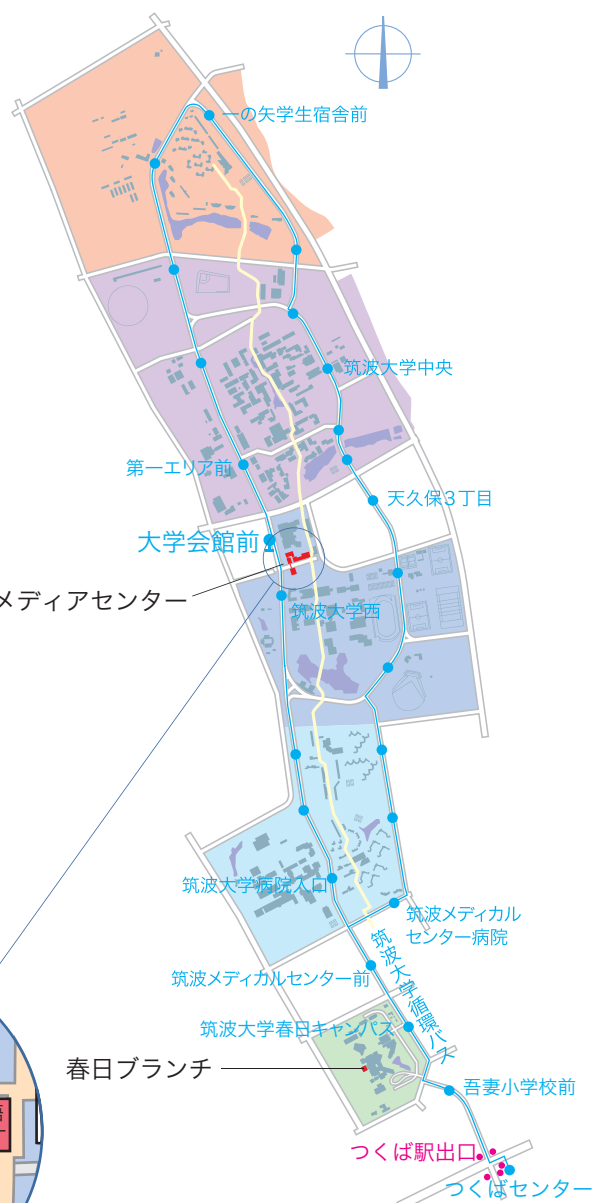 一の矢学生宿舎前
筑波大学中央
第一エリア前
天久保3丁目
大学会館前
メディアセンター
筑波大学西
筑波大学病院入口
筑波メディカル
センター病院
筑波大学循環バス
筑波メディカルセンター前
筑波大学春日キャンパス
春日ブランチ
吾妻小学校前
つくば駅出口
つくばセンター